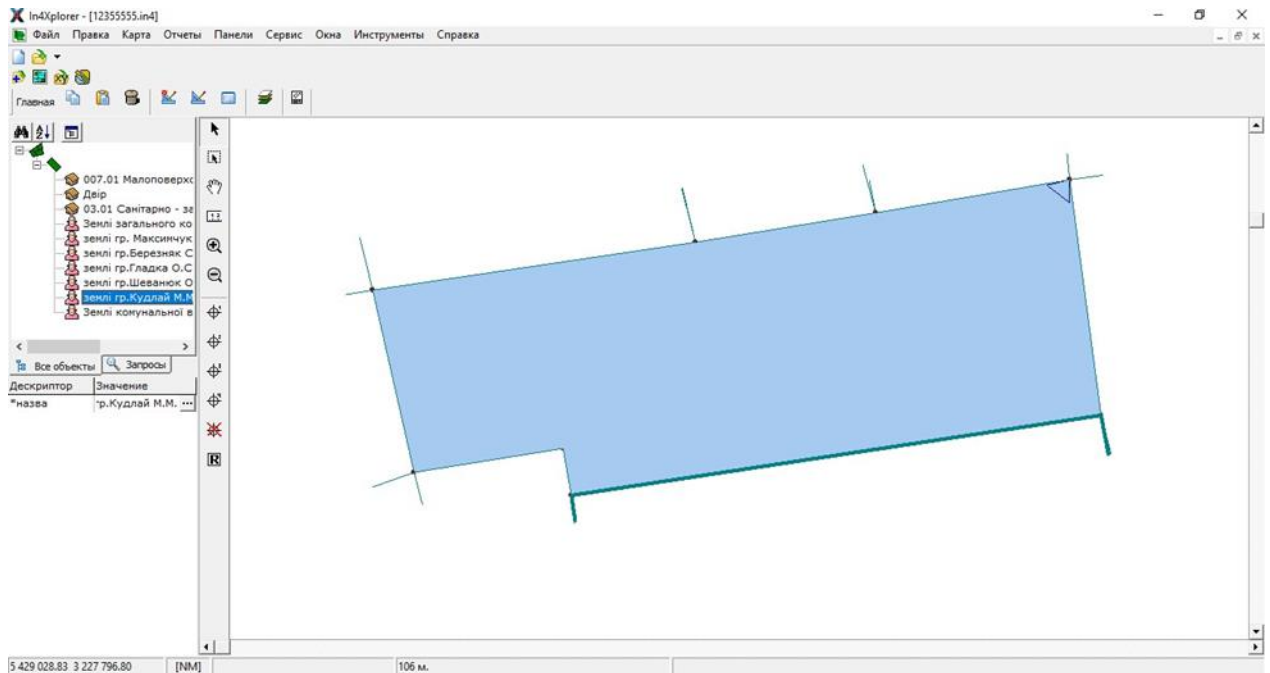 In4Xplorer - [12355555.in4]
Файл Правка Карта Отчеты Панели Сервис Окна Инструменты Справка
Главная
007.01 Малоповерхо
Двір
03.01 Санітарно - за
Землі загального ко
землі гр. Максимчук
землі гр.Березняк С
землі гр.Гладка О.С
землі гр.Шеванюк О
землі гр.Кудлай М.М
Землі комунальної в
Все объекты Запросы
Дескриптор Значение
*назва гр.Кудлай М.М. ...
5 429 028.83 3 227 796.80 [NM] 106 м.